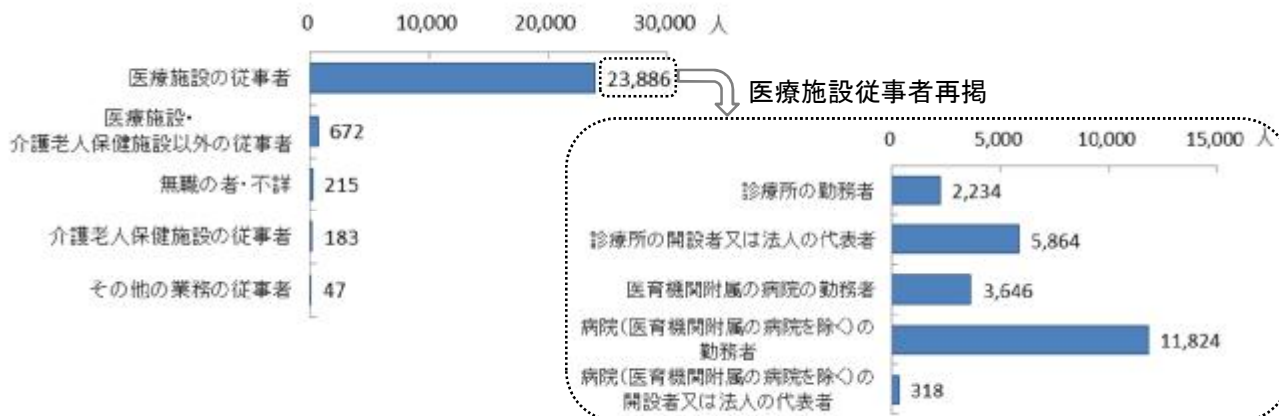 0 10,000 20,000 30,000 人
医療施設の従事者 23,886
医療施設・
介護老人保健施設以外の従事者 672
無職の者・不詳 215
介護老人保健施設の従事者 183
その他の業務の従事者 47
医療施設従事者再掲
0 5,000 10,000 15,000 人
診療所の勤務者 2,234
診療所の開設者又は法人の代表者 5,864
医育機関附属の病院の勤務者 3,646
病院(医育機関附属の病院を除く)の
勤務者 11,824
病院(医育機関附属の病院を除く)の
開設者又は法人の代表者 318